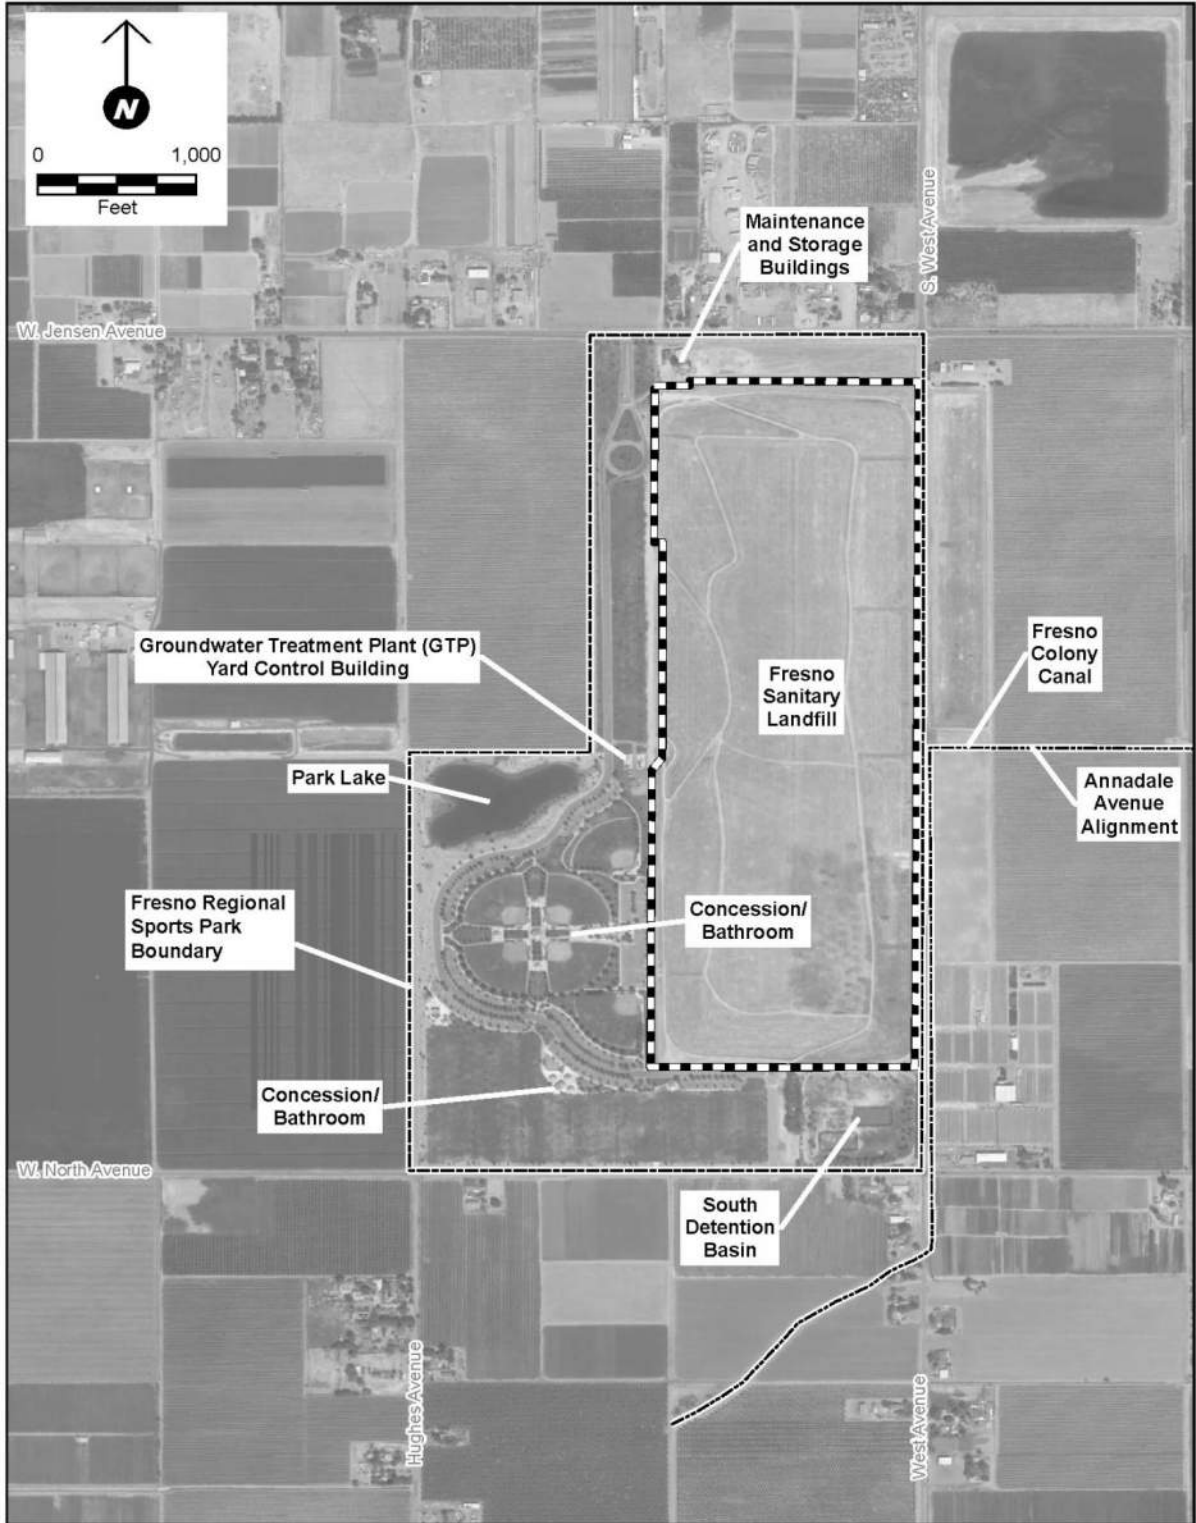 N
0 1,000
Feet
Maintenance
and Storage
Buildings
S. West Avenue
W. Jensen Avenue
Groundwater Treatment Plant (GTP)
Yard Control Building
Fresno
Sanitary
Landfill
Fresno
Colony
Canal
Park Lake
Annadale
Avenue
Alignment
Fresno Regional
Sports Park
Boundary
Concession/
Bathroom
Concession/
Bathroom
W. North Avenue
South
Detention
Basin
Hughes Avenue
West Avenue